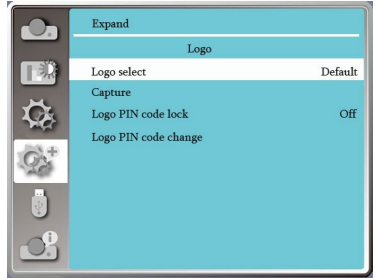 Expand
Logo
Logo select Default
Capture
Logo PIN code lock Off
Logo PIN code change